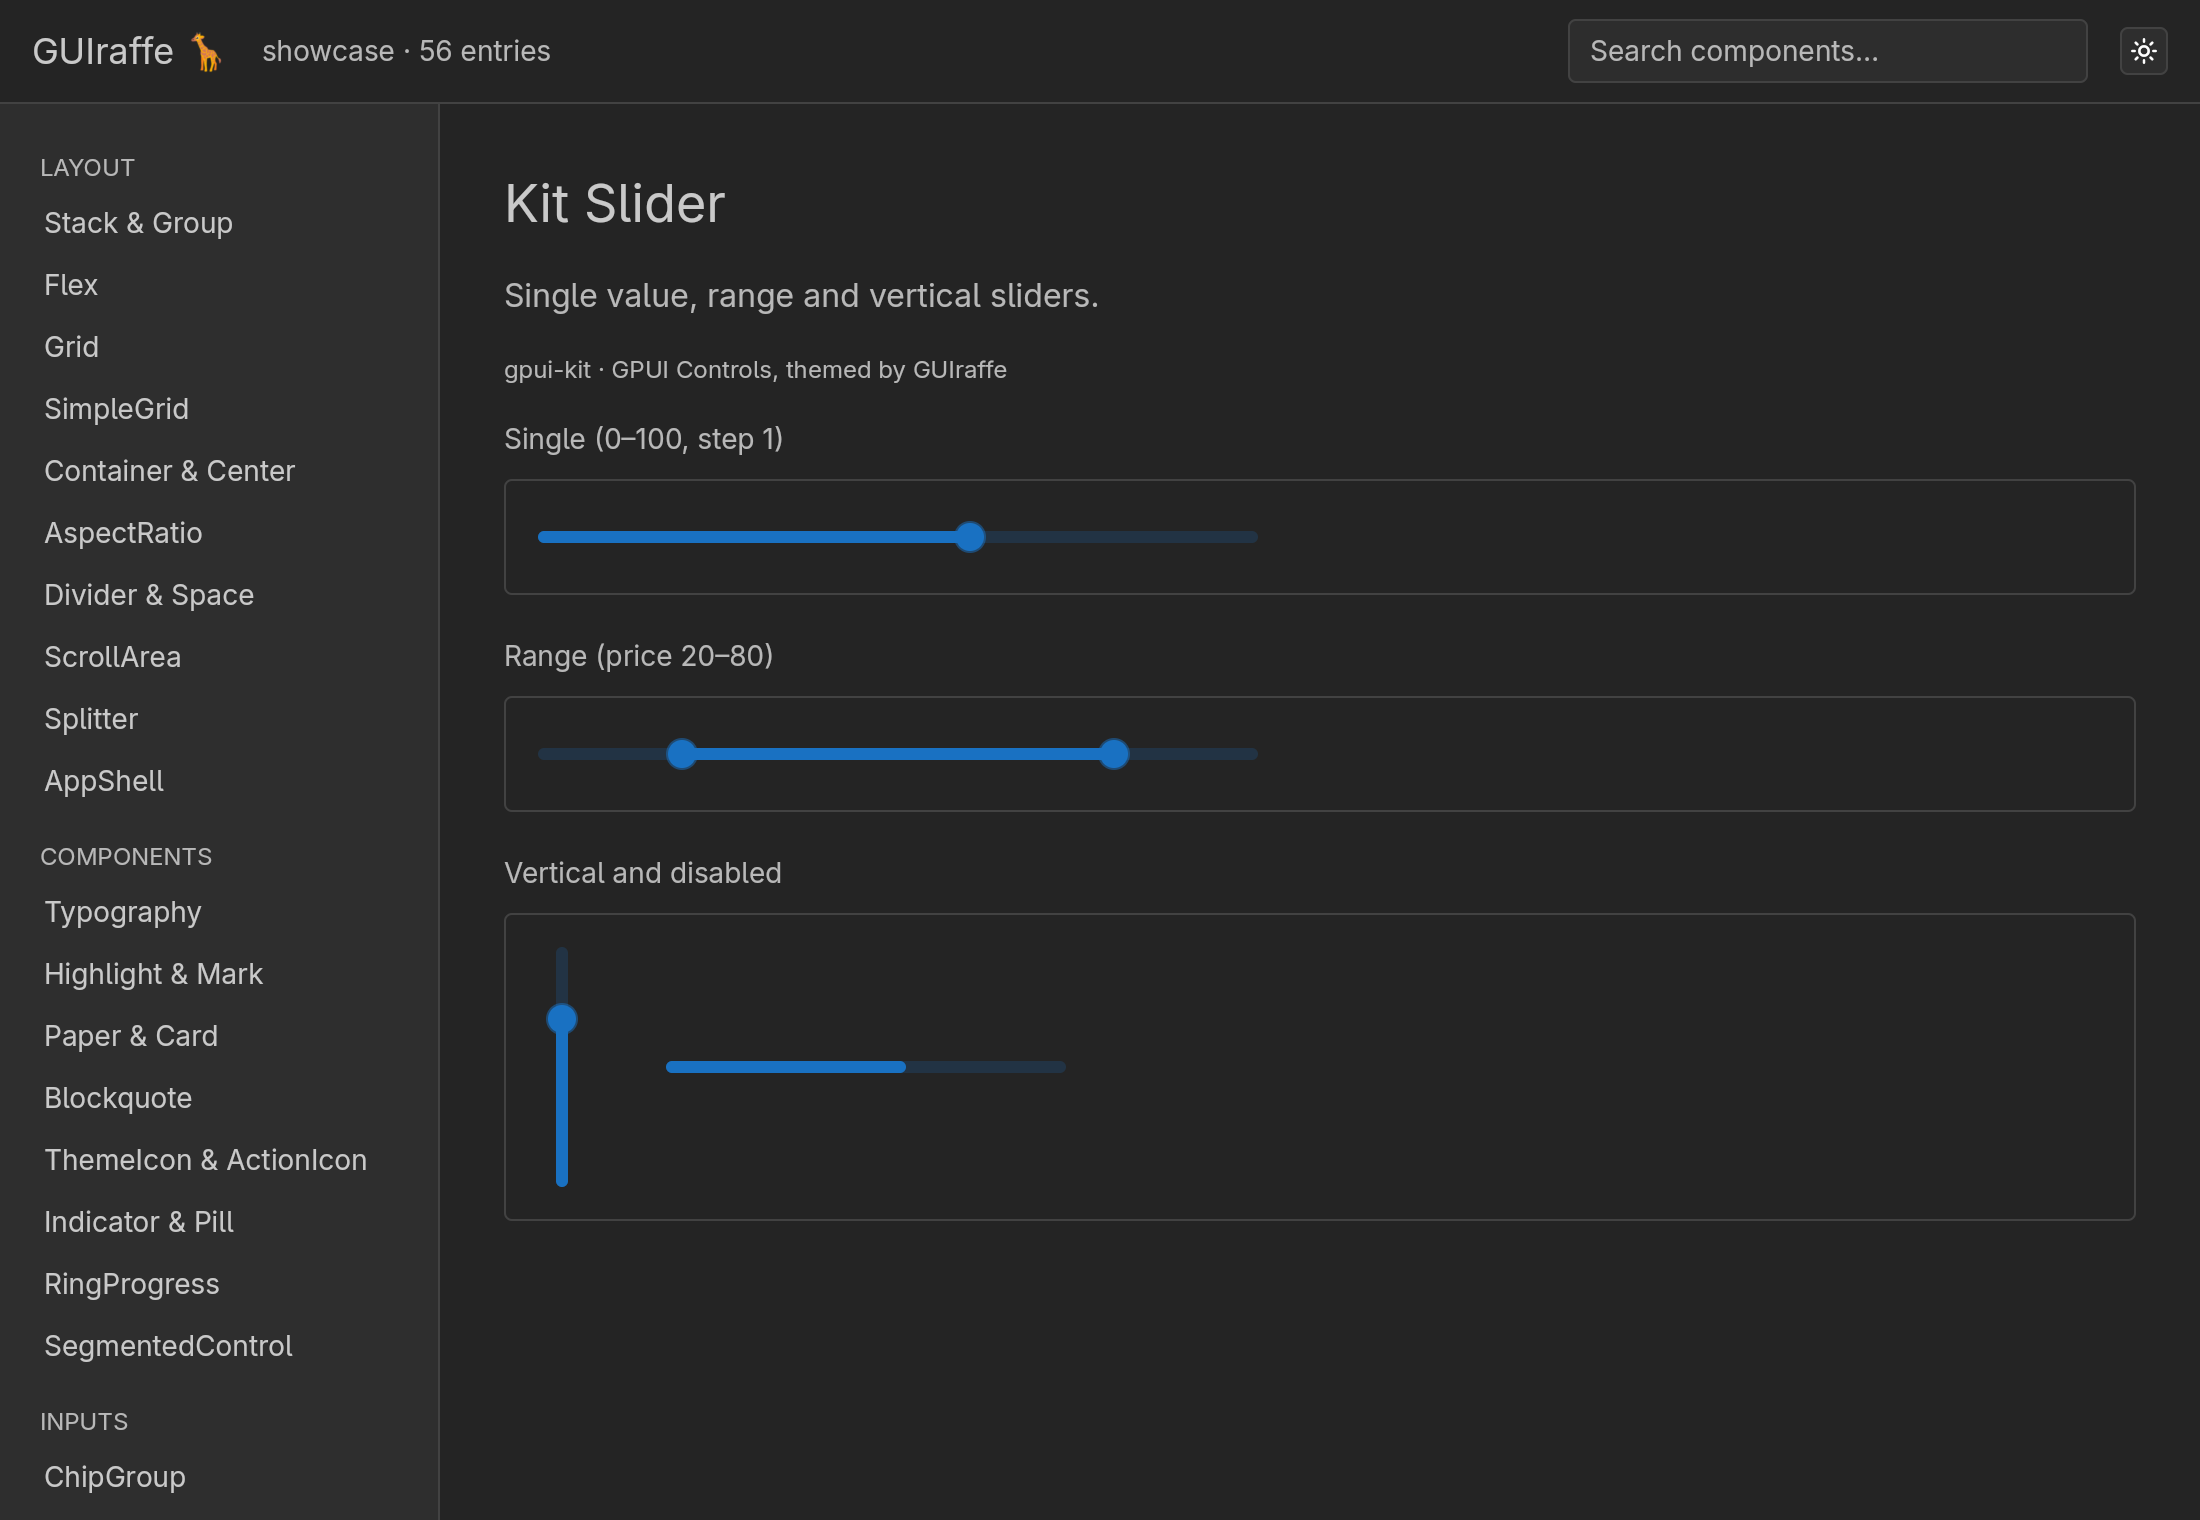 GUIraffe 🦒
showcase · 56 entries
Search components...
LAYOUT
Stack & Group
Flex
Grid
SimpleGrid
Container & Center
AspectRatio
Divider & Space
ScrollArea
Splitter
AppShell
COMPONENTS
Typography
Highlight & Mark
Paper & Card
Blockquote
ThemeIcon & ActionIcon
Indicator & Pill
RingProgress
SegmentedControl
INPUTS
ChipGroup
Kit Slider
Single value, range and vertical sliders.
gpui-kit · GPUI Controls, themed by GUIraffe
Single (0–100, step 1)
Range (price 20–80)
Vertical and disabled